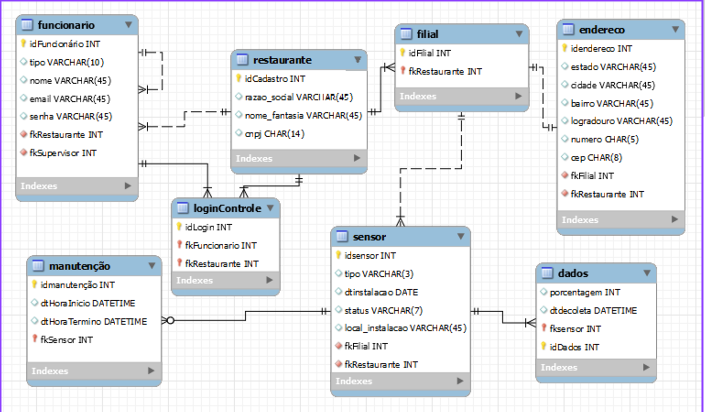 funcionario
idFuncionário INT
tipo VARCHAR(10)
nome VARCHAR(45)
email VARCHAR(45)
senha VARCHAR(45)
fkRestaurante INT
fkSupervisor INT
Indexes
restaurante
idCadastro INT
razao_social VARCHAR(45)
nome_fantasia VARCHAR(45)
cnpj CHAR(14)
Indexes
filial
idFilial INT
fkRestaurante INT
Indexes
endereco
idendereco INT
estado VARCHAR(45)
cidade VARCHAR(45)
bairro VARCHAR(45)
logradouro VARCHAR(45)
numero CHAR(5)
cep CHAR(8)
fkFilial INT
fkRestaurante INT
Indexes
loginControle
idLogin INT
fkFuncionario INT
fkRestaurante INT
Indexes
manutenção
idmanutenção INT
dtHoraInicio DATETIME
dtHoraTermino DATETIME
fkSensor INT
Indexes
sensor
idsensor INT
tipo VARCHAR(3)
dtinstalacao DATE
status VARCHAR(7)
local_instalacao VARCHAR(45)
fkFilial INT
fkRestaurante INT
Indexes
dados
porcentagem INT
dtdecoleta DATETIME
fksensor INT
idDados INT
Indexes